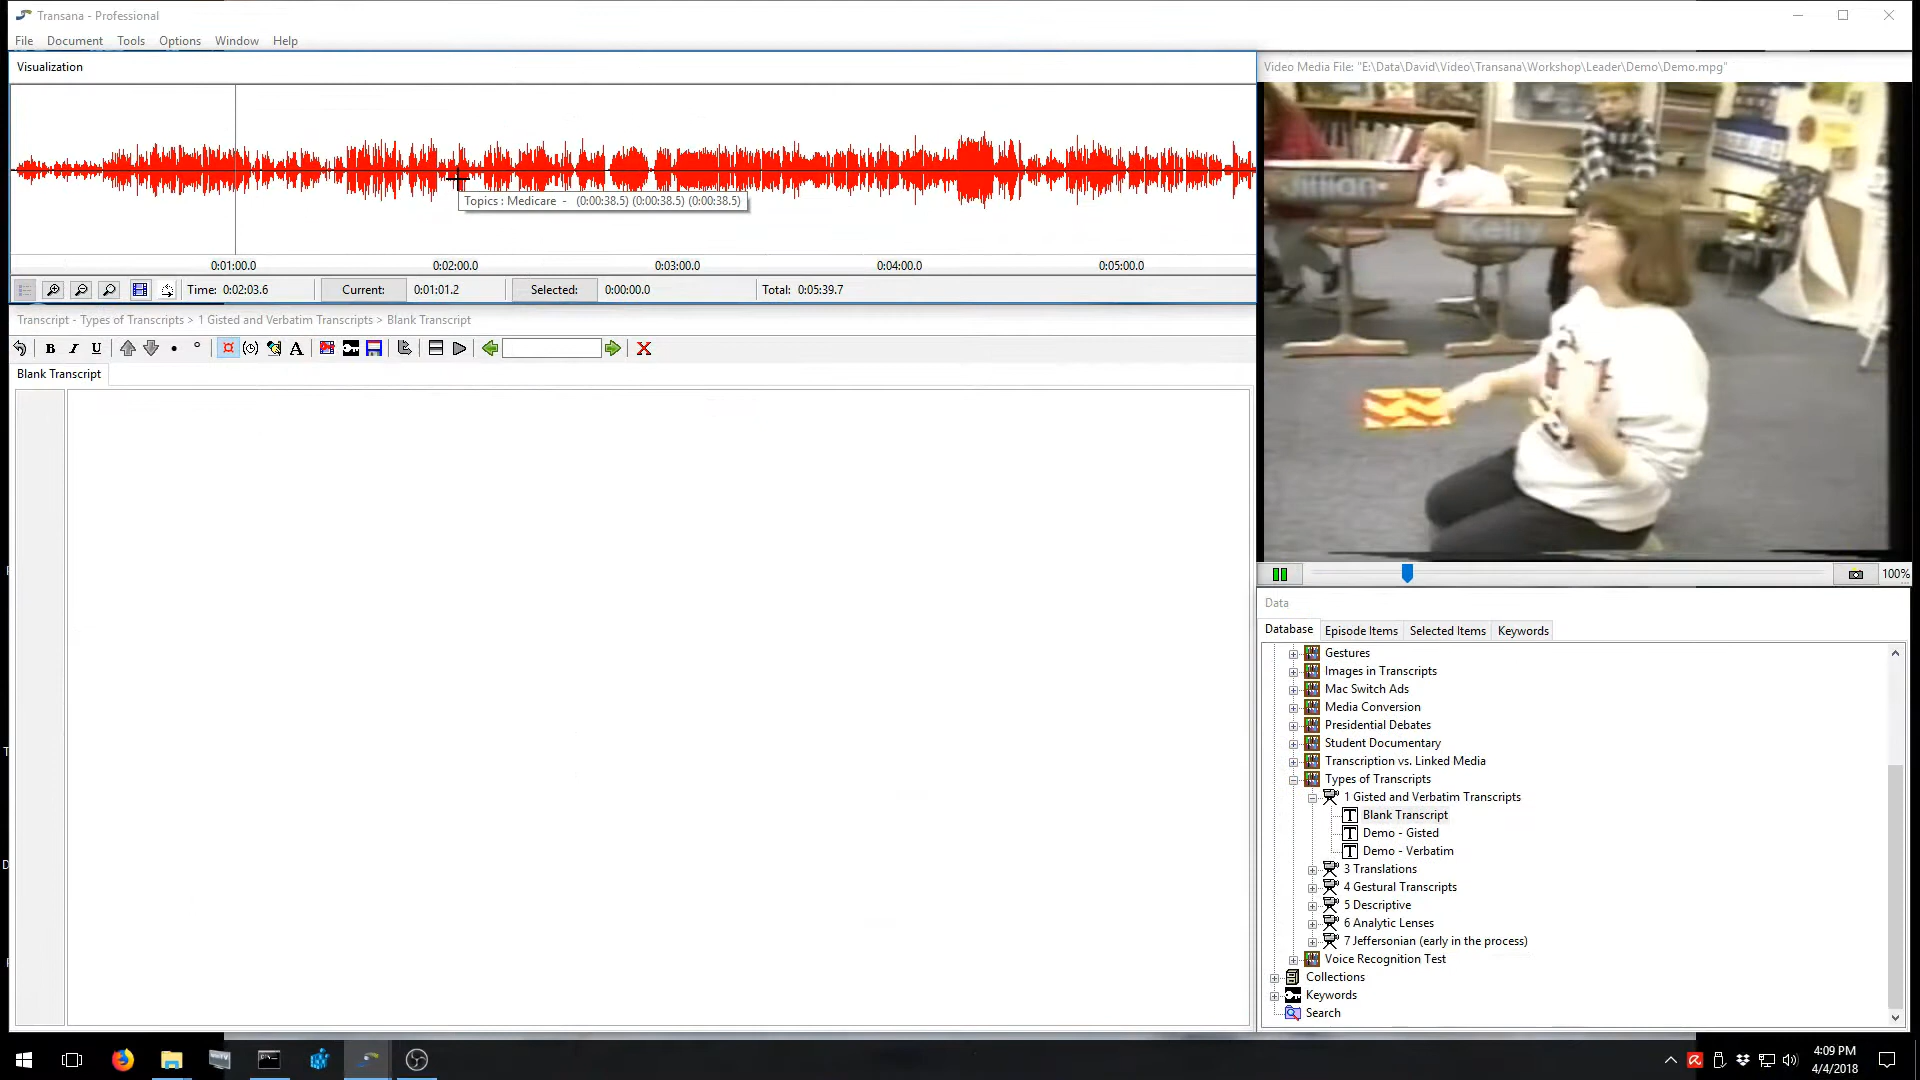 Transana - Professional
File Document Tools Options Window Help
Visualization
Topics : Medicare - (0:00:38.5) (0:00:38.5) (0:00:38.5)
0:01:00.0 0:02:00.0 0:03:00.0 0:04:00.0 0:05:00.0
Time: 0:02:03.6 Current: 0:01:01.2 Selected: 0:00:00.0 Total: 0:05:39.7
Transcript - Types of Transcripts > 1 Gisted and Verbatim Transcripts > Blank Transcript
B I U A
Blank Transcript
Video Media File: "E:\Data\David\Video\Transana\Workshop\Leader\Demo\Demo.mpg"
Jillian
Kelly
100%
Data
Database Episode Items Selected Items Keywords
Gestures
Images in Transcripts
Mac Switch Ads
Media Conversion
Presidential Debates
Student Documentary
Transcription vs. Linked Media
Types of Transcripts
1 Gisted and Verbatim Transcripts
T Blank Transcript
T Demo - Gisted
T Demo - Verbatim
3 Translations
4 Gestural Transcripts
5 Descriptive
6 Analytic Lenses
7 Jeffersonian (early in the process)
Voice Recognition Test
Collections
Keywords
Search
4:09 PM
4/4/2018